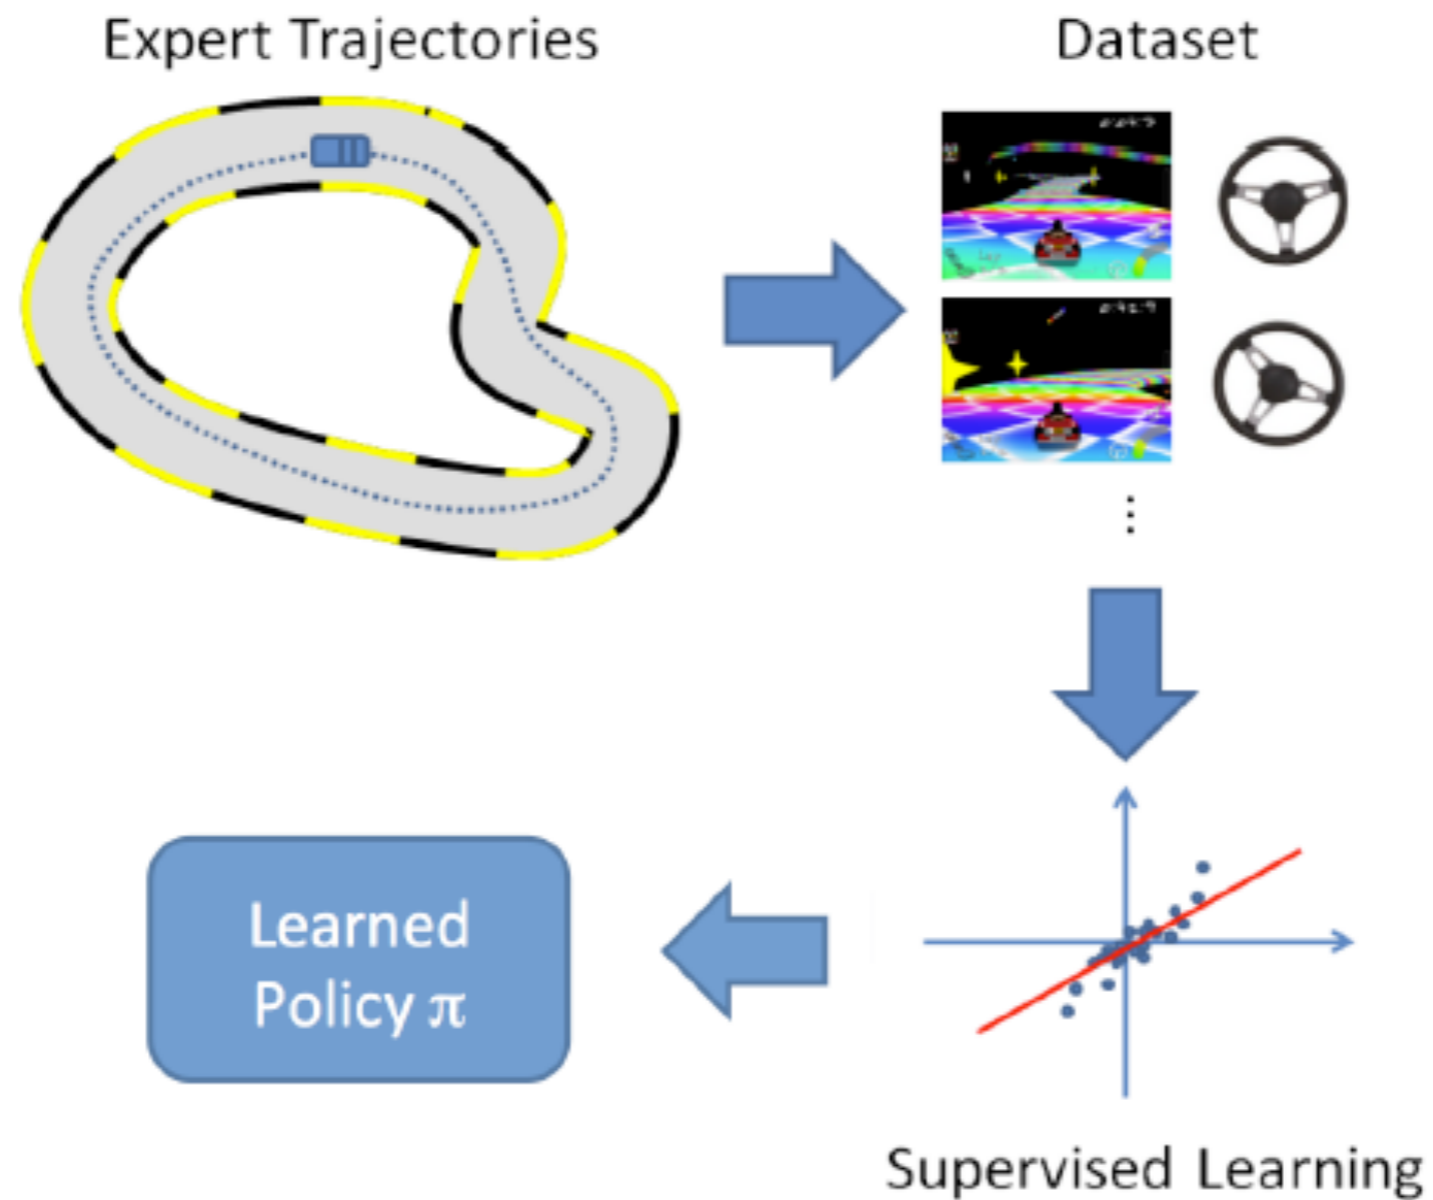 Expert Trajectories
Dataset
Learned
Policy π
Supervised Learning